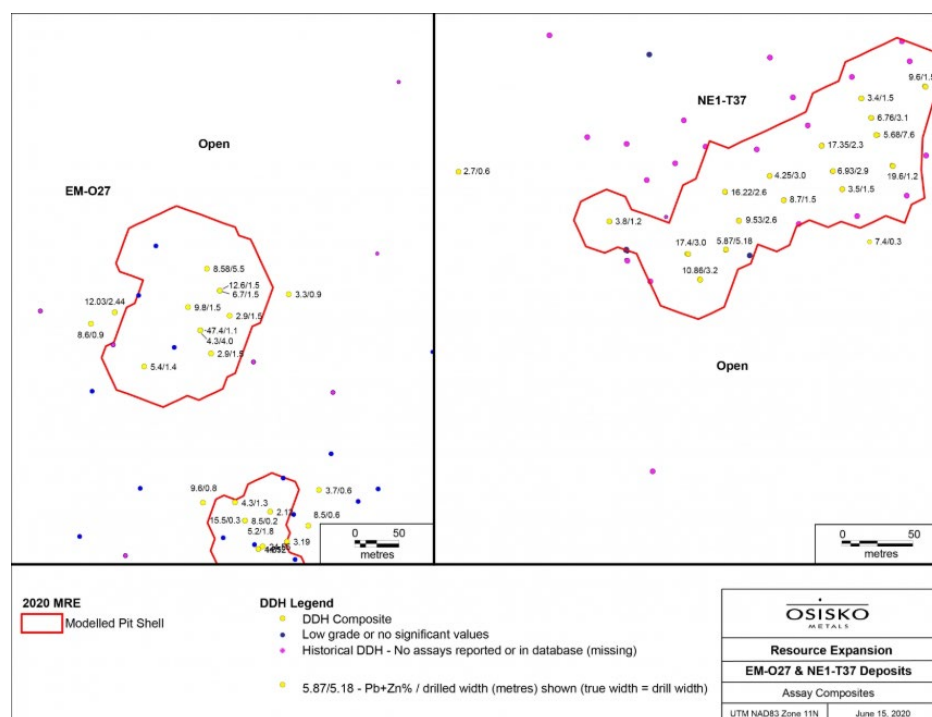 Open
EM-O27
8.58/5.5
12.6/1.5
6.7/1.5
3.3/0.9
12.03/2.44
9.8/1.5
2.9/1.5
8.6/0.9
47.4/1.1
4.3/4.0
2.9/1.5
5.4/1.4
9.6/0.8
4.3/1.3
3.7/0.6
15.5/0.3
8.5/0.2
8.5/0.6
5.2/1.8
3.19
0 50
metres
NE1-T37
9.6/1.5
3.4/1.5
6.76/3.1
5.68/7.6
17.35/2.3
2.7/0.6
4.25/3.0
6.93/2.9
19.6/1.2
16.22/2.6
3.5/1.5
8.7/1.5
3.8/1.2
9.53/2.6
17.4/3.0
5.87/5.18
7.4/0.3
10.86/3.2
Open
0 50
metres
2020 MRE
Modelled Pit Shell
DDH Legend
DDH Composite
Low grade or no significant values
Historical DDH - No assays reported or in database (missing)
5.87/5.18 - Pb+Zn% / drilled width (metres) shown (true width = drill width)
OSISKO
METALS
Resource Expansion
EM-O27 & NE1-T37 Deposits
Assay Composites
UTM NAD83 Zone 11N June 15, 2020